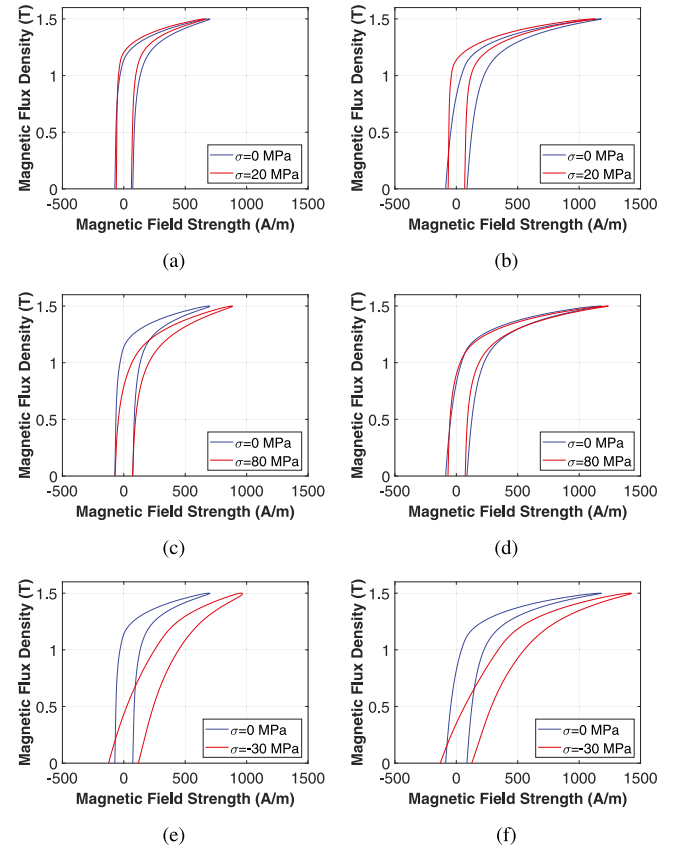 1.5
1
0.5
0
Magnetic Flux Density (T)
σ=0 MPa
σ=20 MPa
-500 0 500 1000 1500
Magnetic Field Strength (A/m)
(a)
1.5
1
0.5
0
Magnetic Flux Density (T)
σ=0 MPa
σ=20 MPa
-500 0 500 1000 1500
Magnetic Field Strength (A/m)
(b)
1.5
1
0.5
0
Magnetic Flux Density (T)
σ=0 MPa
σ=80 MPa
-500 0 500 1000 1500
Magnetic Field Strength (A/m)
(c)
1.5
1
0.5
0
Magnetic Flux Density (T)
σ=0 MPa
σ=80 MPa
-500 0 500 1000 1500
Magnetic Field Strength (A/m)
(d)
1.5
1
0.5
0
Magnetic Flux Density (T)
σ=0 MPa
σ=-30 MPa
-500 0 500 1000 1500
Magnetic Field Strength (A/m)
(e)
1.5
1
0.5
0
Magnetic Flux Density (T)
σ=0 MPa
σ=-30 MPa
-500 0 500 1000 1500
Magnetic Field Strength (A/m)
(f)